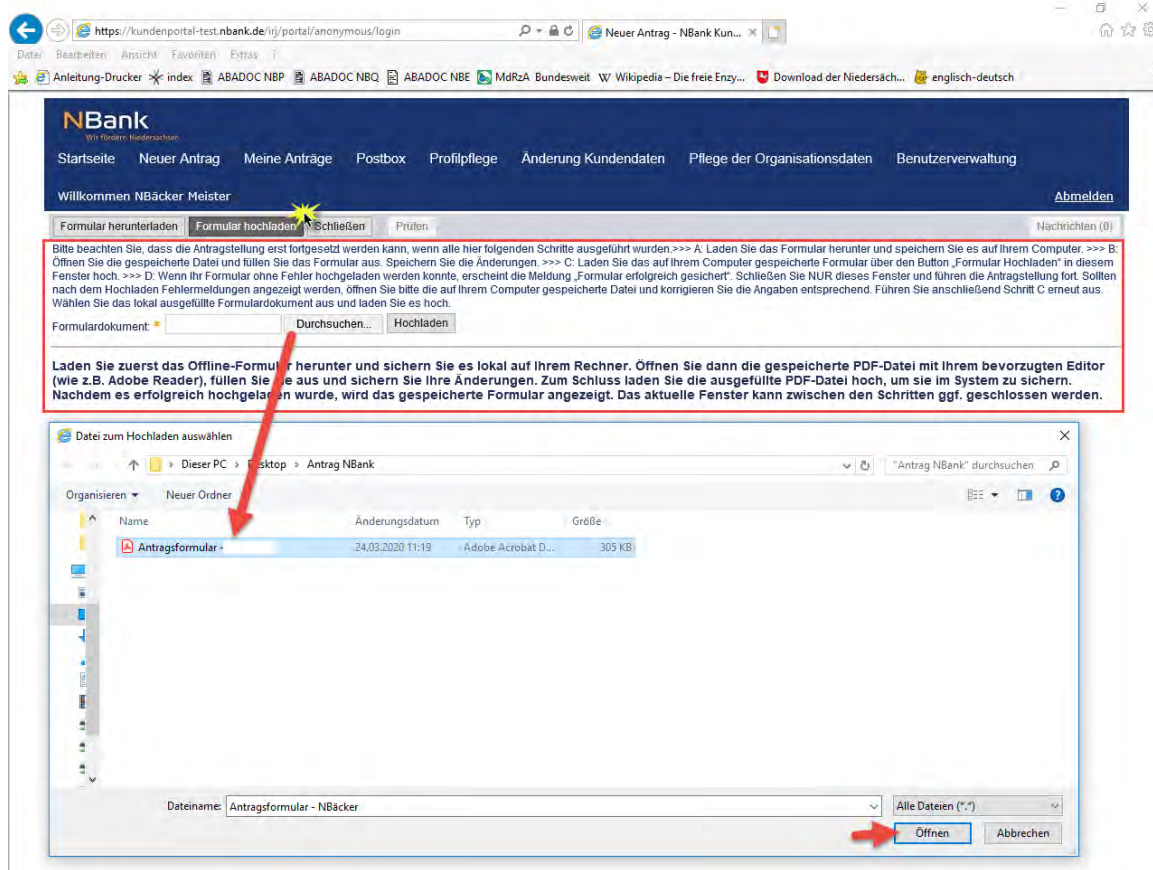 https://kundenportal-test.nbank.de/irj/portal/anonymous/login
Neuer Antrag - NBank Kun...
Datei Bearbeiten Ansicht Favoriten Extras ?
Anleitung-Drucker index ABADOC NBP ABADOC NBQ ABADOC NBE MdRzA Bundesweit W Wikipedia – Die freie Enzy... Download der Niedersäch... englisch-deutsch
NBank
Wir fördern Niedersachsen
Startseite Neuer Antrag Meine Anträge Postbox Profilpflege Änderung Kundendaten Pflege der Organisationsdaten Benutzerverwaltung
Willkommen NBäcker Meister Abmelden
Formular herunterladen Formular hochladen Schließen Prüfen Nachrichten (0)
Bitte beachten Sie, dass die Antragstellung erst fortgesetzt werden kann, wenn alle hier folgenden Schritte ausgeführt wurden.>>> A: Laden Sie das Formular herunter und speichern Sie es auf Ihrem Computer. >>> B:
Öffnen Sie die gespeicherte Datei und füllen Sie das Formular aus. Speichern Sie die Änderungen. >>> C: Laden Sie das auf Ihrem Computer gespeicherte Formular über den Button „Formular Hochladen" in diesem
Fenster hoch. >>> D: Wenn Ihr Formular ohne Fehler hochgeladen werden konnte, erscheint die Meldung „Formular erfolgreich gesichert". Schließen Sie NUR dieses Fenster und führen die Antragstellung fort. Sollten
nach dem Hochladen Fehlermeldungen angezeigt werden, öffnen Sie bitte die auf Ihrem Computer gespeicherte Datei und korrigieren Sie die Angaben entsprechend. Führen Sie anschließend Schritt C erneut aus.
Wählen Sie das lokal ausgefüllte Formulardokument aus und laden Sie es hoch.
Formulardokument: * Durchsuchen... Hochladen
Laden Sie zuerst das Offline-Formular herunter und sichern Sie es lokal auf Ihrem Rechner. Öffnen Sie dann die gespeicherte PDF-Datei mit Ihrem bevorzugten Editor
(wie z.B. Adobe Reader), füllen Sie sie aus und sichern Sie Ihre Änderungen. Zum Schluss laden Sie die ausgefüllte PDF-Datei hoch, um sie im System zu sichern.
Nachdem es erfolgreich hochgeladen wurde, wird das gespeicherte Formular angezeigt. Das aktuelle Fenster kann zwischen den Schritten ggf. geschlossen werden.
Datei zum Hochladen auswählen
Dieser PC > Desktop > Antrag NBank "Antrag NBank" durchsuchen
Organisieren Neuer Ordner
Name Änderungsdatum Typ Größe
Antragsformular - 24.03.2020 11:19 Adobe Acrobat D... 305 KB
Dateiname: Antragsformular - NBäcker Alle Dateien (*.*)
Öffnen Abbrechen